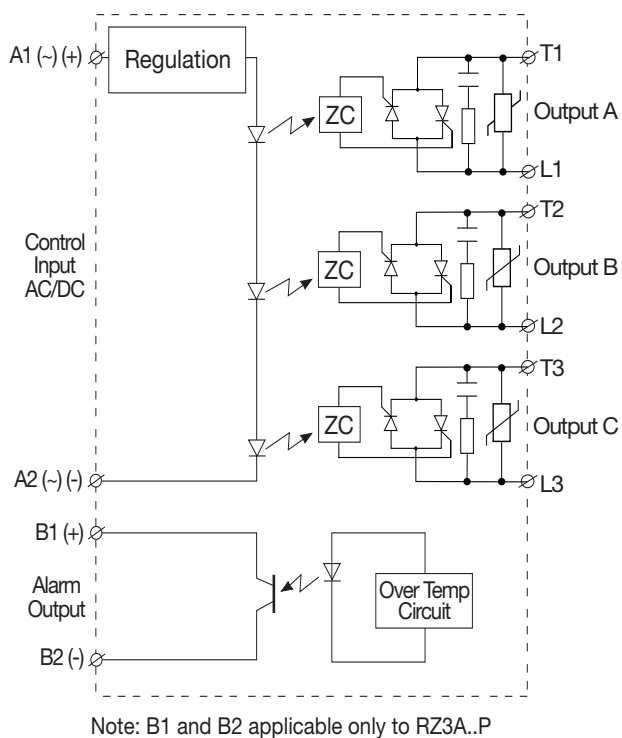 A1 (~) (+)
Regulation
T1
ZC
Output A
L1
T2
Control
Input
AC/DC
ZC
Output B
L2
T3
ZC
Output C
A2 (~) (-)
L3
B1 (+)
Alarm
Output
Over Temp
Circuit
B2 (-)
Note: B1 and B2 applicable only to RZ3A..P